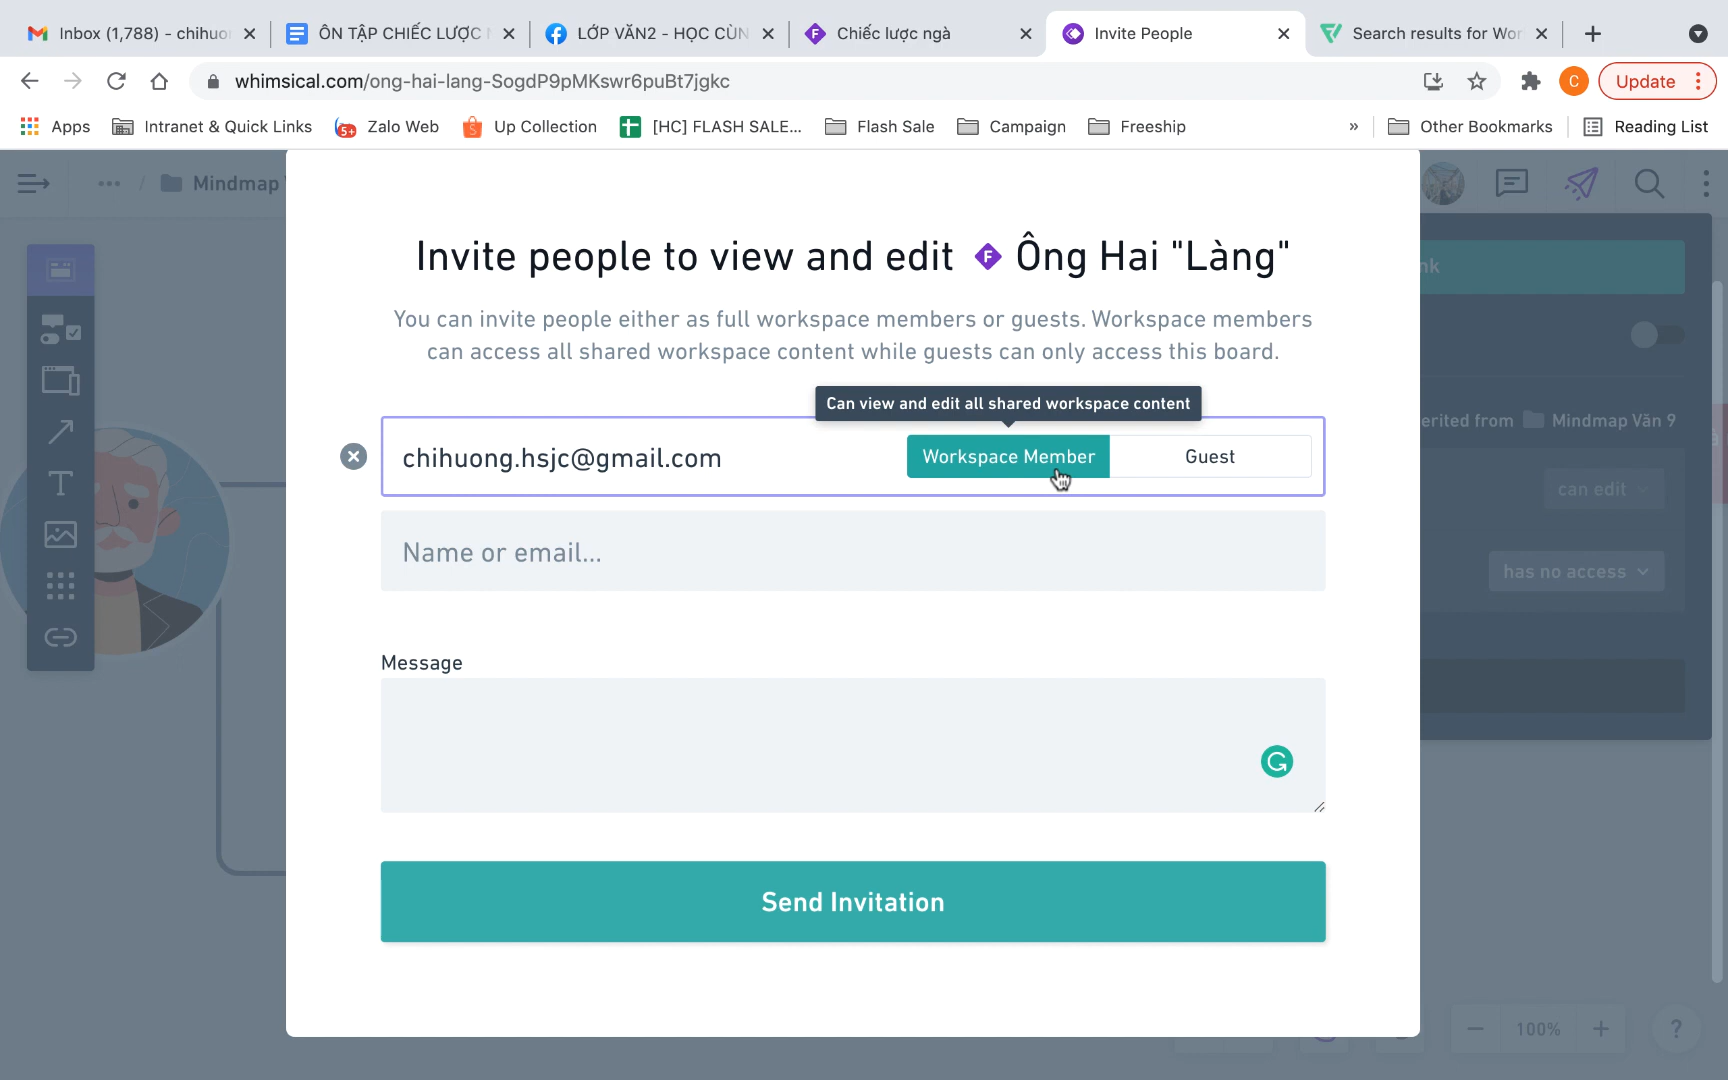 Inbox (1,788) - chihuon
ÔN TẬP CHIẾC LƯỢC N
LỚP VĂN2 - HỌC CÙN
Chiếc lược ngà
Invite People
Search results for Wor
whimsical.com/ong-hai-lang-SogdP9pMKswr6puBt7jgkc
C
Update
Apps
Intranet & Quick Links
5+
Zalo Web
Up Collection
[HC] FLASH SALE...
Flash Sale
Campaign
Freeship
»
Other Bookmarks
Reading List
... / Mindmap
Invite people to view and edit Ông Hai "Làng"
You can invite people either as full workspace members or guests. Workspace members
can access all shared workspace content while guests can only access this board.
Can view and edit all shared workspace content
chihuong.hsjc@gmail.com
Workspace Member
Guest
Name or email...
Message
Send Invitation
nk
erited from Mindmap Văn 9
can edit
has no access
100%
?